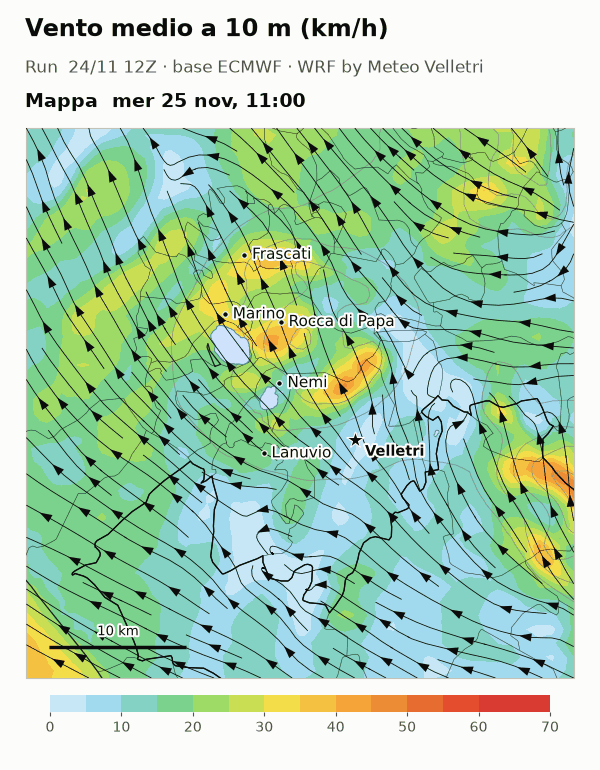 Vento medio a 10 m (km/h)
Run  24/11 12Z · base ECMWF · WRF by Meteo Velletri
Mappa  mer 25 nov, 11:00
Frascati
Marino
Rocca di Papa
Nemi
Velletri
Lanuvio
10 km
0 10 20 30 40 50 60 70